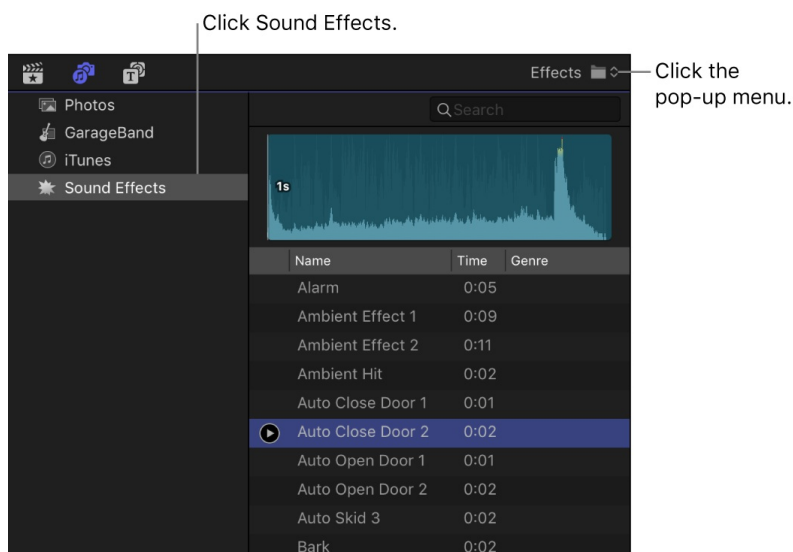 Click Sound Effects.
Effects
Click the
pop-up menu.
Photos
GarageBand
iTunes
Sound Effects
Search
1s
Name Time Genre
Alarm 0:05
Ambient Effect 1 0:09
Ambient Effect 2 0:11
Ambient Hit 0:02
Auto Close Door 1 0:01
Auto Close Door 2 0:02
Auto Open Door 1 0:01
Auto Open Door 2 0:02
Auto Skid 3 0:02
Bark 0:02